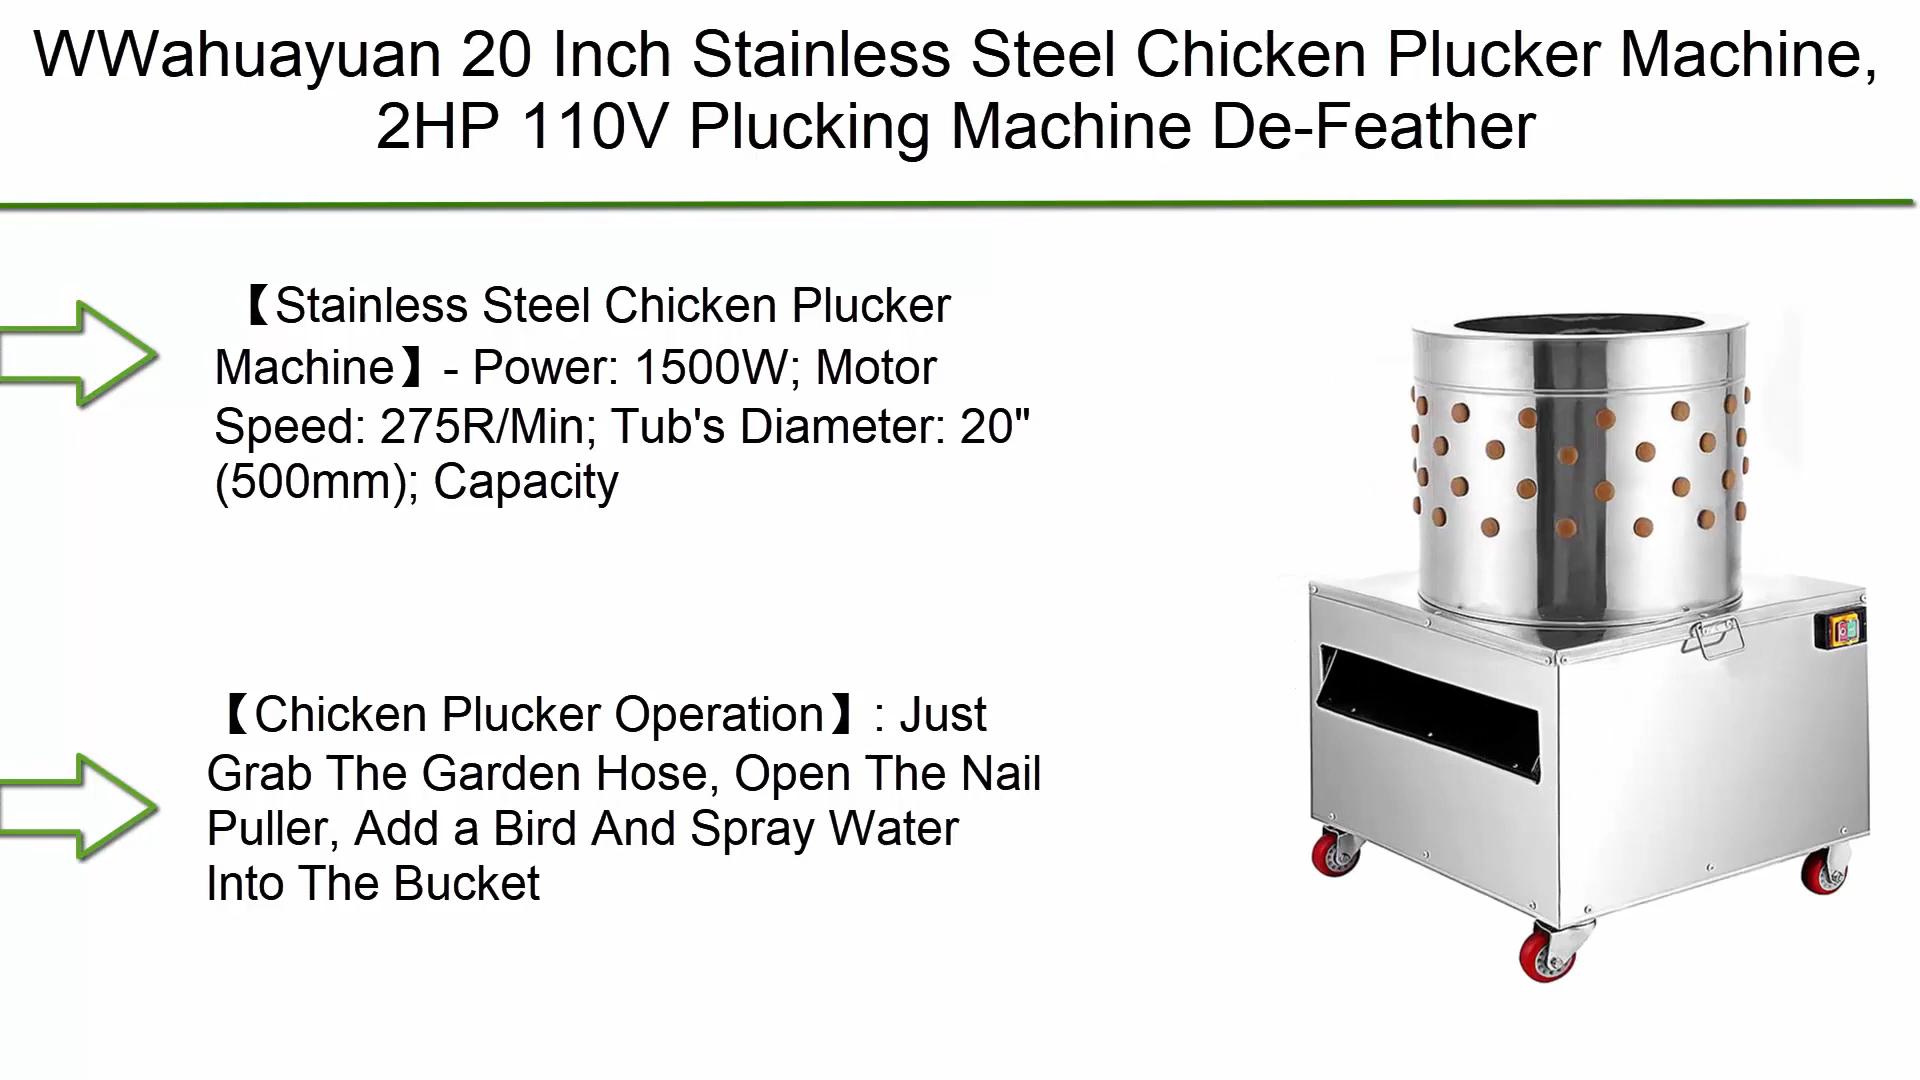 WWahuayuan 20 Inch Stainless Steel Chicken Plucker Machine,
2HP 110V Plucking Machine De-Feather
【Stainless Steel Chicken Plucker
Machine】- Power: 1500W; Motor
Speed: 275R/Min; Tub's Diameter: 20"
(500mm); Capacity
【Chicken Plucker Operation】: Just
Grab The Garden Hose, Open The Nail
Puller, Add a Bird And Spray Water
Into The Bucket